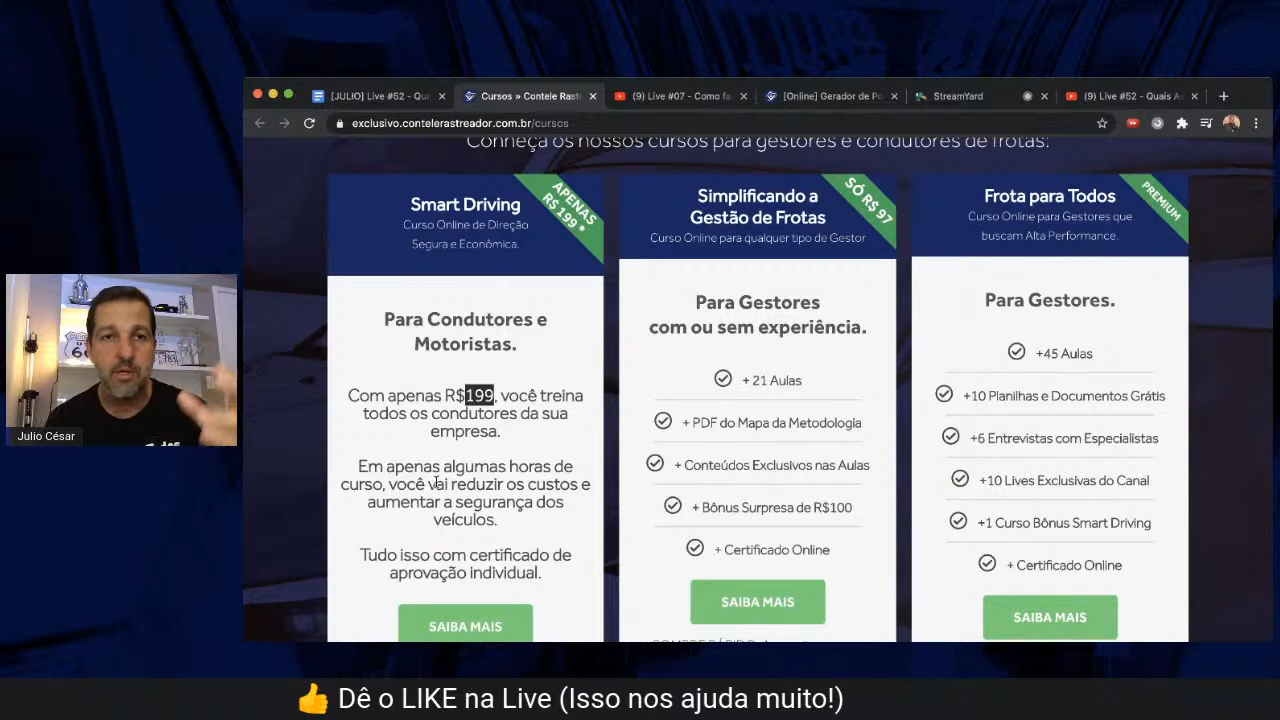 [JULIO] Live #52 - Qua
Cursos » Contele Rast
(9) Live #07 - Como fa
[Online] Gerador de Po
StreamYard
(9) Live #52 - Quais As
exclusivo.contelerastreador.com.br/cursos
Conheça os nossos cursos para gestores e condutores de frotas:
Smart Driving
Curso Online de Direção
Segura e Econômica.
APENAS
R$ 199 *
Para Condutores e
Motoristas.
Com apenas R$199, você treina
todos os condutores da sua
empresa.
Em apenas algumas horas de
curso, você vai reduzir os custos e
aumentar a segurança dos
veículos.
Tudo isso com certificado de
aprovação individual.
SAIBA MAIS
Simplificando a
Gestão de Frotas
Curso Online para qualquer tipo de Gestor
SÓ R$ 97
Para Gestores
com ou sem experiência.
+ 21 Aulas
+ PDF do Mapa da Metodologia
+ Conteúdos Exclusivos nas Aulas
+ Bônus Surpresa de R$100
+ Certificado Online
SAIBA MAIS
Frota para Todos
Curso Online para Gestores que
buscam Alta Performance.
PREMIUM
Para Gestores.
+45 Aulas
+10 Planilhas e Documentos Grátis
+6 Entrevistas com Especialistas
+10 Lives Exclusivas do Canal
+1 Curso Bônus Smart Driving
+ Certificado Online
SAIBA MAIS
Julio César
👍 Dê o LIKE na Live (Isso nos ajuda muito!)